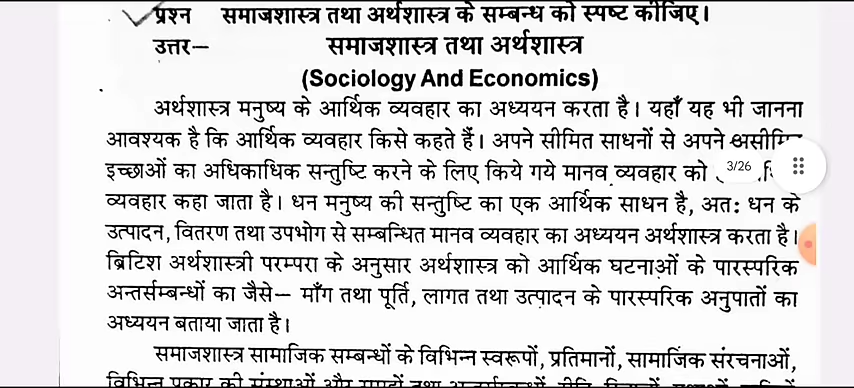 प्रश्न समाजशास्त्र तथा अर्थशास्त्र के सम्बन्ध को स्पष्ट कीजिए।
उत्तर— समाजशास्त्र तथा अर्थशास्त्र
(Sociology And Economics)
अर्थशास्त्र मनुष्य के आर्थिक व्यवहार का अध्ययन करता है। यहाँ यह भी जानना
आवश्यक है कि आर्थिक व्यवहार किसे कहते हैं। अपने सीमित साधनों से अपने
इच्छाओं का अधिकाधिक सन्तुष्टि करने के लिए किये गये मानव व्यवहार को
3/26
व्यवहार कहा जाता है। धन मनुष्य की सन्तुष्टि का एक आर्थिक साधन है, अतः धन के
उत्पादन, वितरण तथा उपभोग से सम्बन्धित मानव व्यवहार का अध्ययन अर्थशास्त्र करता है।
ब्रिटिश अर्थशास्त्री परम्परा के अनुसार अर्थशास्त्र को आर्थिक घटनाओं के पारस्परिक
अन्तर्सम्बन्धों का जैसे— माँग तथा पूर्ति, लागत तथा उत्पादन के पारस्परिक अनुपातों का
अध्ययन बताया जाता है।
समाजशास्त्र सामाजिक सम्बन्धों के विभिन्न स्वरूपों, प्रतिमानों, सामाजिक संरचनाओं,